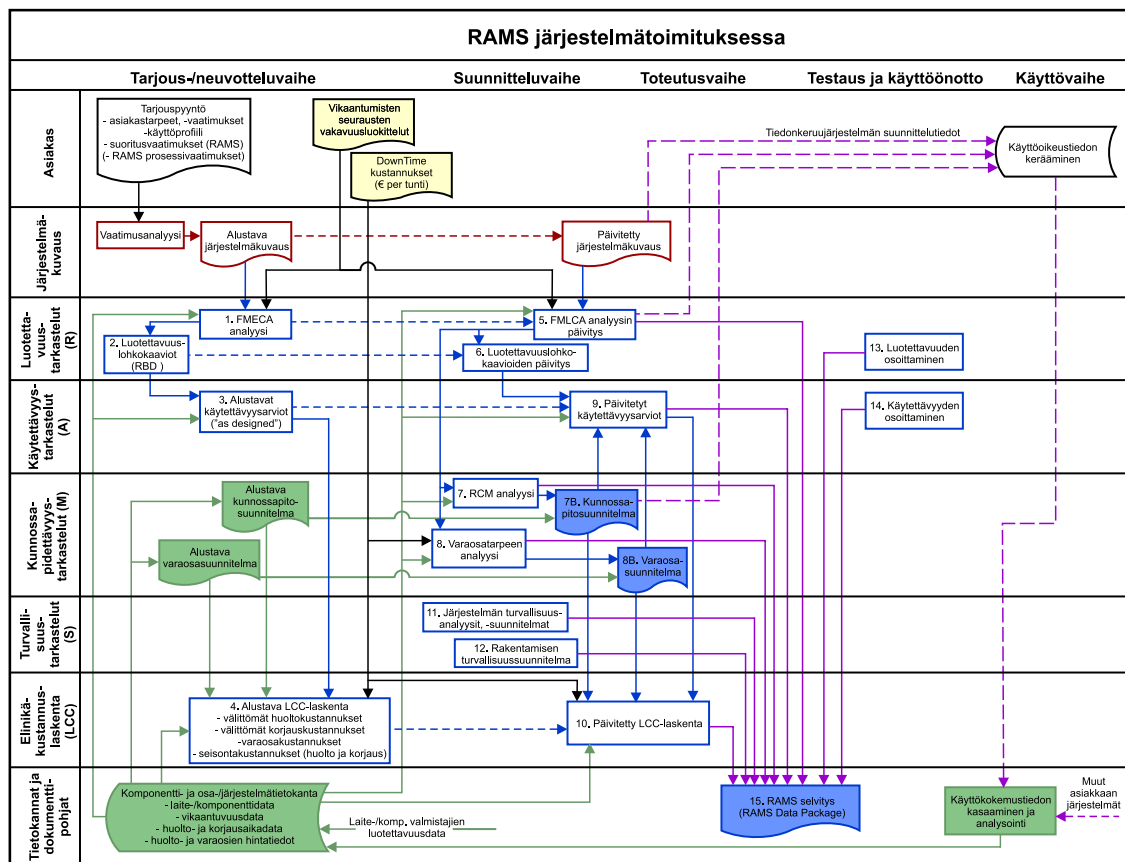 RAMS järjestelmätoimituksessa
Tarjous-/neuvotteluvaihe
Suunnitteluvaihe
Toteutusvaihe
Testaus ja käyttöönotto
Käyttövaihe
Asiakas
Tarjouspyyntö
- asiakastarpeet, -vaatimukset
-käyttöprofiili
- suoritusvaatimukset (RAMS)
(- RAMS prosessivaatimukset)
Vikaantumisten
seurausten
vakavuusluokittelut
DownTime
kustannukset
(€ per tunti)
Tiedonkeruujärjestelmän suunnittelutiedot
Käyttöoikeustiedon
kerääminen
Järjestelmä-
kuvaus
Vaatimusanalyysi
Alustava
järjestelmäkuvaus
Päivitetty
järjestelmäkuvaus
Luotetta-
vuus-
tarkastelut
(R)
1. FMECA
analyysi
2. Luotettavuus-
lohkokaaviot
(RBD )
5. FMLCA analyysin
päivitys
6. Luotettavuuslohko-
kaavioiden päivitys
13. Luotettavuuden
osoittaminen
Käytettävyys-
tarkastelut
(A)
3. Alustavat
käytettävyysarviot
("as designed")
9. Päivitetyt
käytettävyysarviot
14. Käytettävyyden
osoittaminen
Kunnossa-
pidettävyys-
tarkastelut (M)
Alustava
kunnossapito-
suunnitelma
Alustava
varaosasuunnitelma
7. RCM analyysi
7B. Kunnossa-
pitosuunnitelma
8. Varaosatarpeen
analyysi
8B. Varaosa-
suunnitelma
Turvalli-
suus-
tarkastelut (S)
11. Järjestelmän turvallisuus-
analyysit, -suunnitelmat
12. Rakentamisen
turvallisuussuunnitelma
Elinikä-
kustannus-
laskenta
(LCC)
4. Alustava LCC-laskenta
- välittömät huoltokustannukset
- välittömät korjauskustannukset
-varaosakustannukset
- seisontakustannukset (huolto ja korjaus)
10. Päivitetty LCC-laskenta
Tietokannat ja
dokumentti-
pohjat
Komponentti- ja osa-/järjestelmätietokanta
- laite-/komponenttidata
- vikaantuvuusdata
- huolto- ja korjausaikadata
- huolto- ja varaosien hintatiedot
Laite-/komp. valmistajien
luotettavuusdata
15. RAMS selvitys
(RAMS Data Package)
Käyttökokemustiedon
kasaaminen ja
analysointi
Muut
asiakkaan
järjestelmät